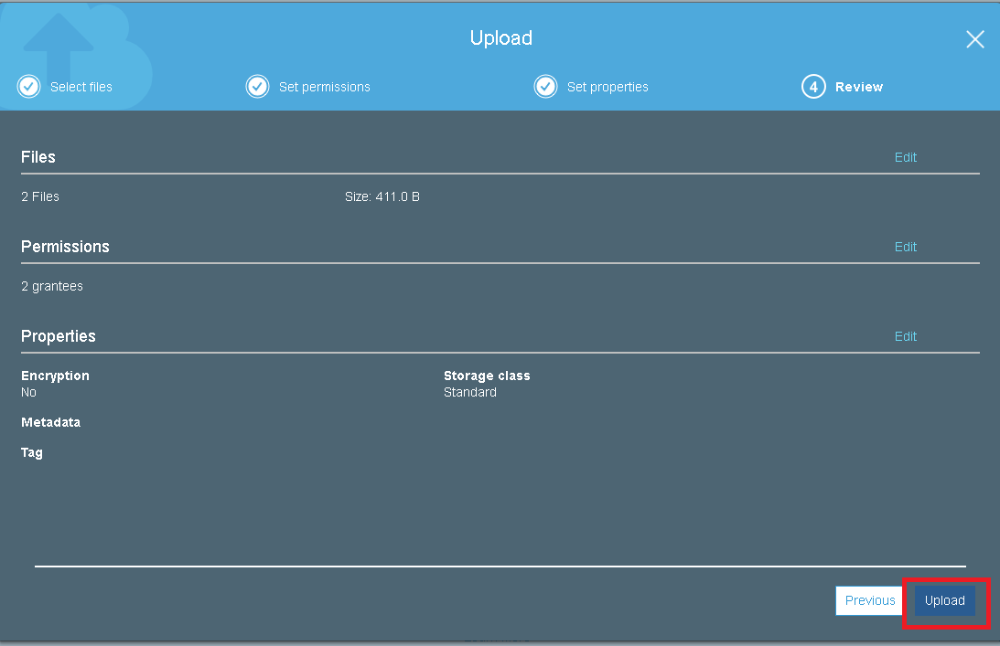 Upload
Select files
Set permissions
Set properties
4 Review
Files Edit
2 Files Size: 411.0 B
Permissions Edit
2 grantees
Properties Edit
Encryption Storage class
No Standard
Metadata
Tag
Previous Upload